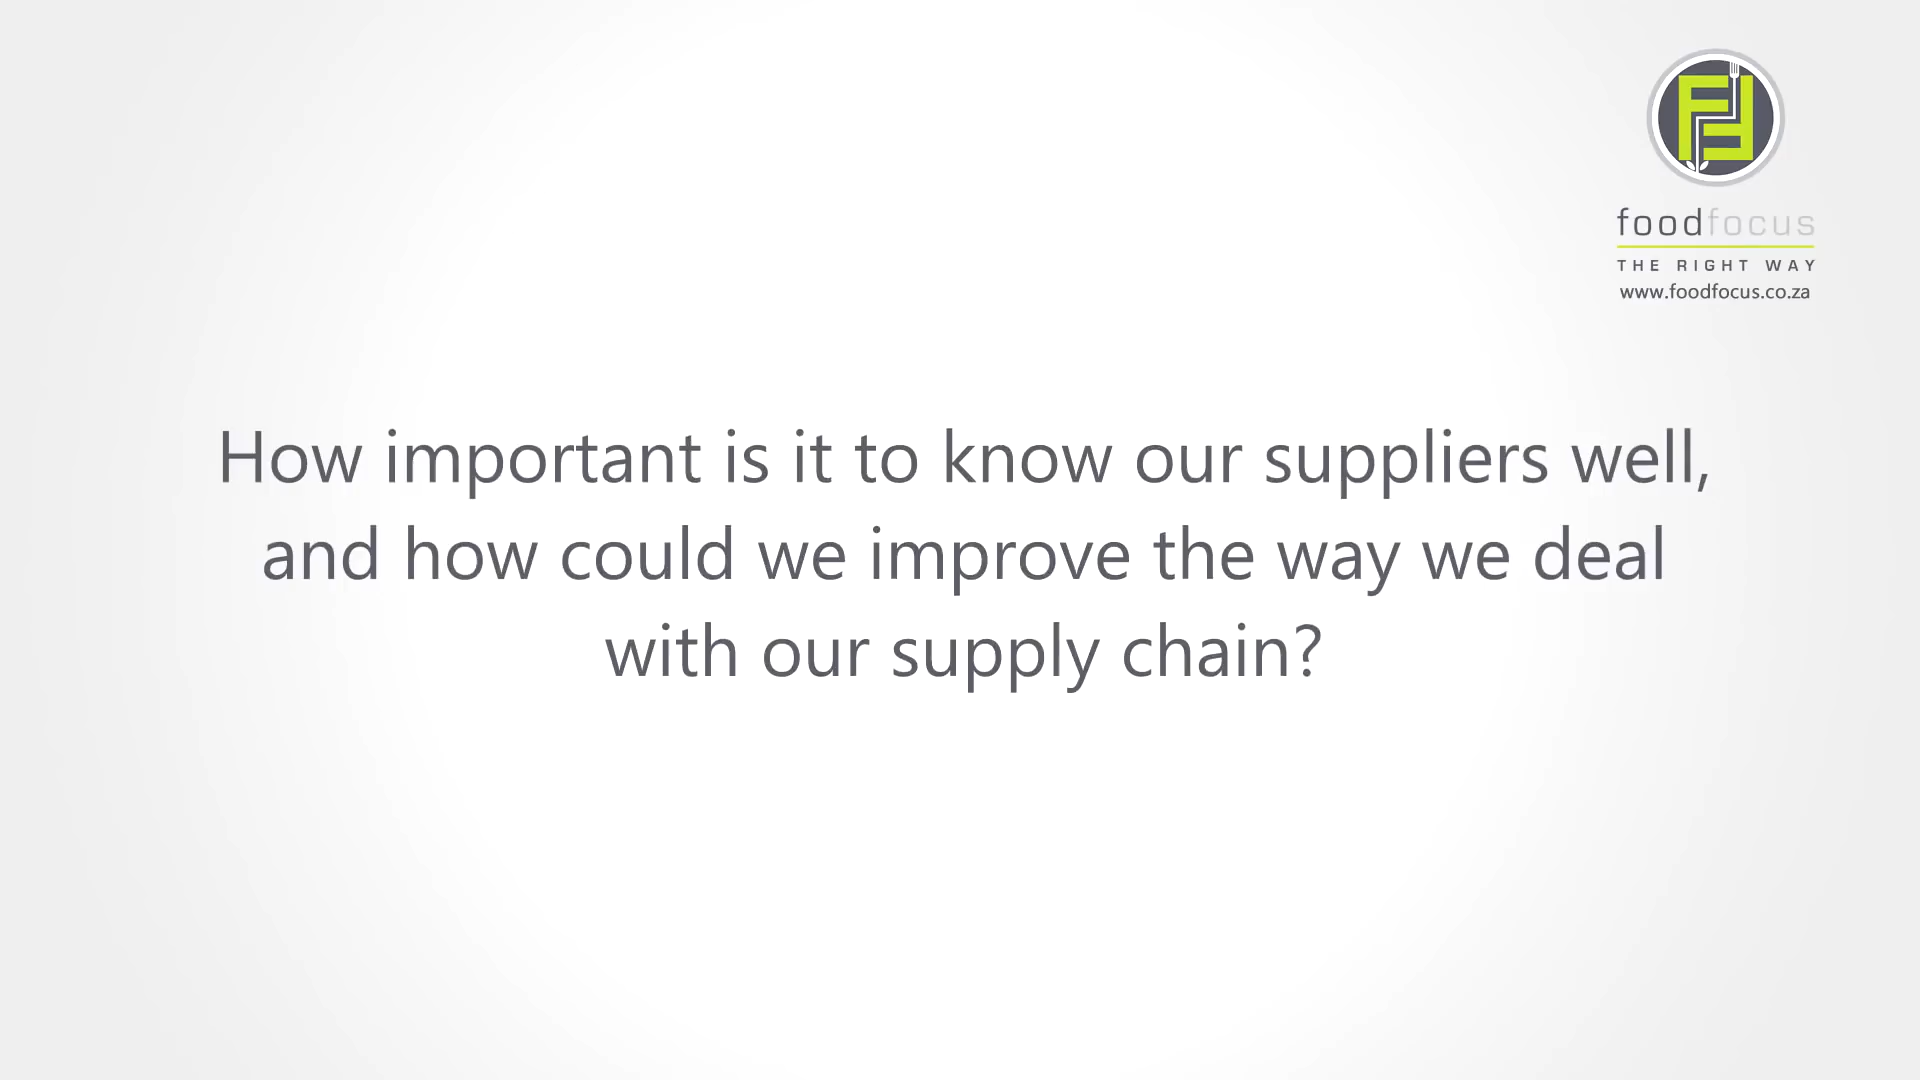 foodfocus
THE RIGHT WAY
www.foodfocus.co.za
How important is it to know our suppliers well,
and how could we improve the way we deal
with our supply chain?